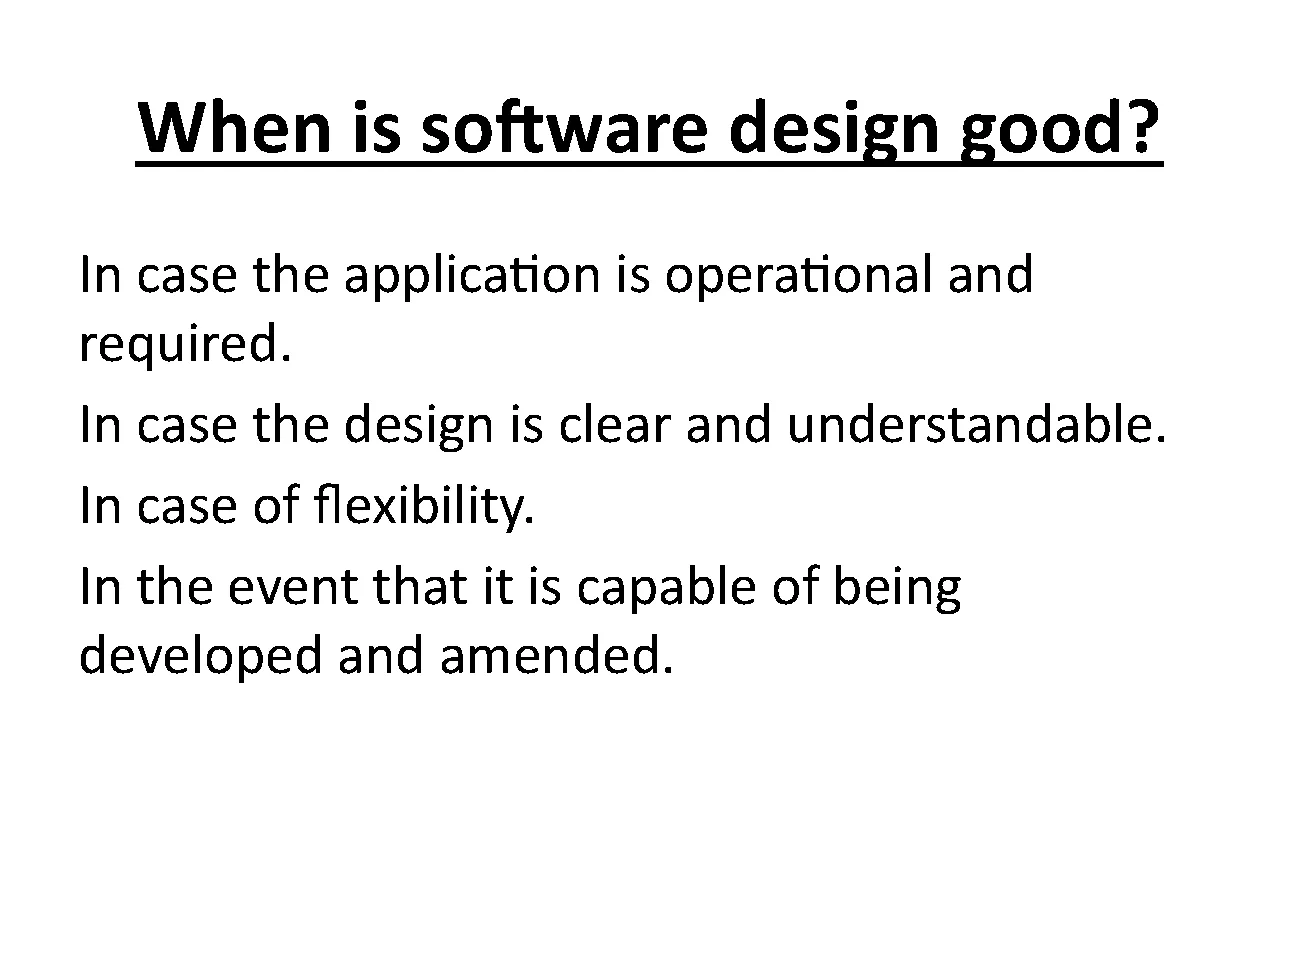 When is software design good?
In case the application is operational and
required.
In case the design is clear and understandable.
In case of flexibility.
In the event that it is capable of being
developed and amended.